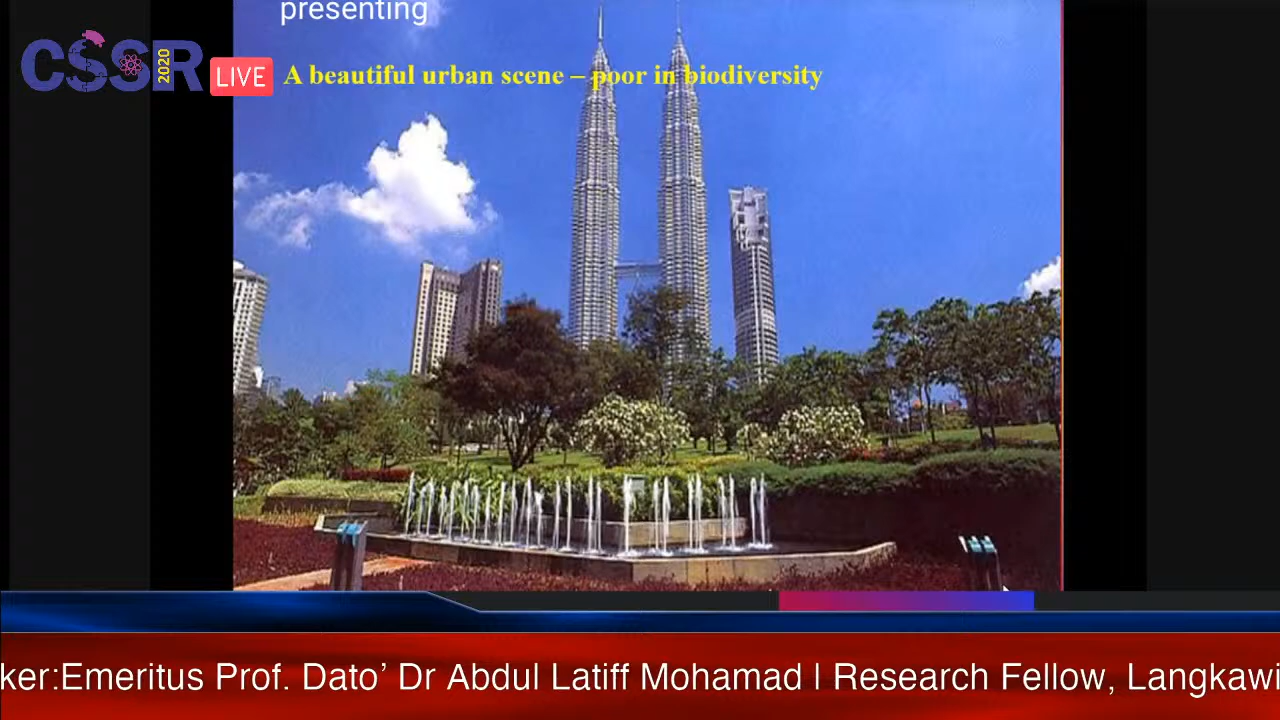 presenting
CSSR
2020
LIVE
A beautiful urban scene – poor in biodiversity
ker:Emeritus Prof. Dato’ Dr Abdul Latiff Mohamad | Research Fellow, Langkawi